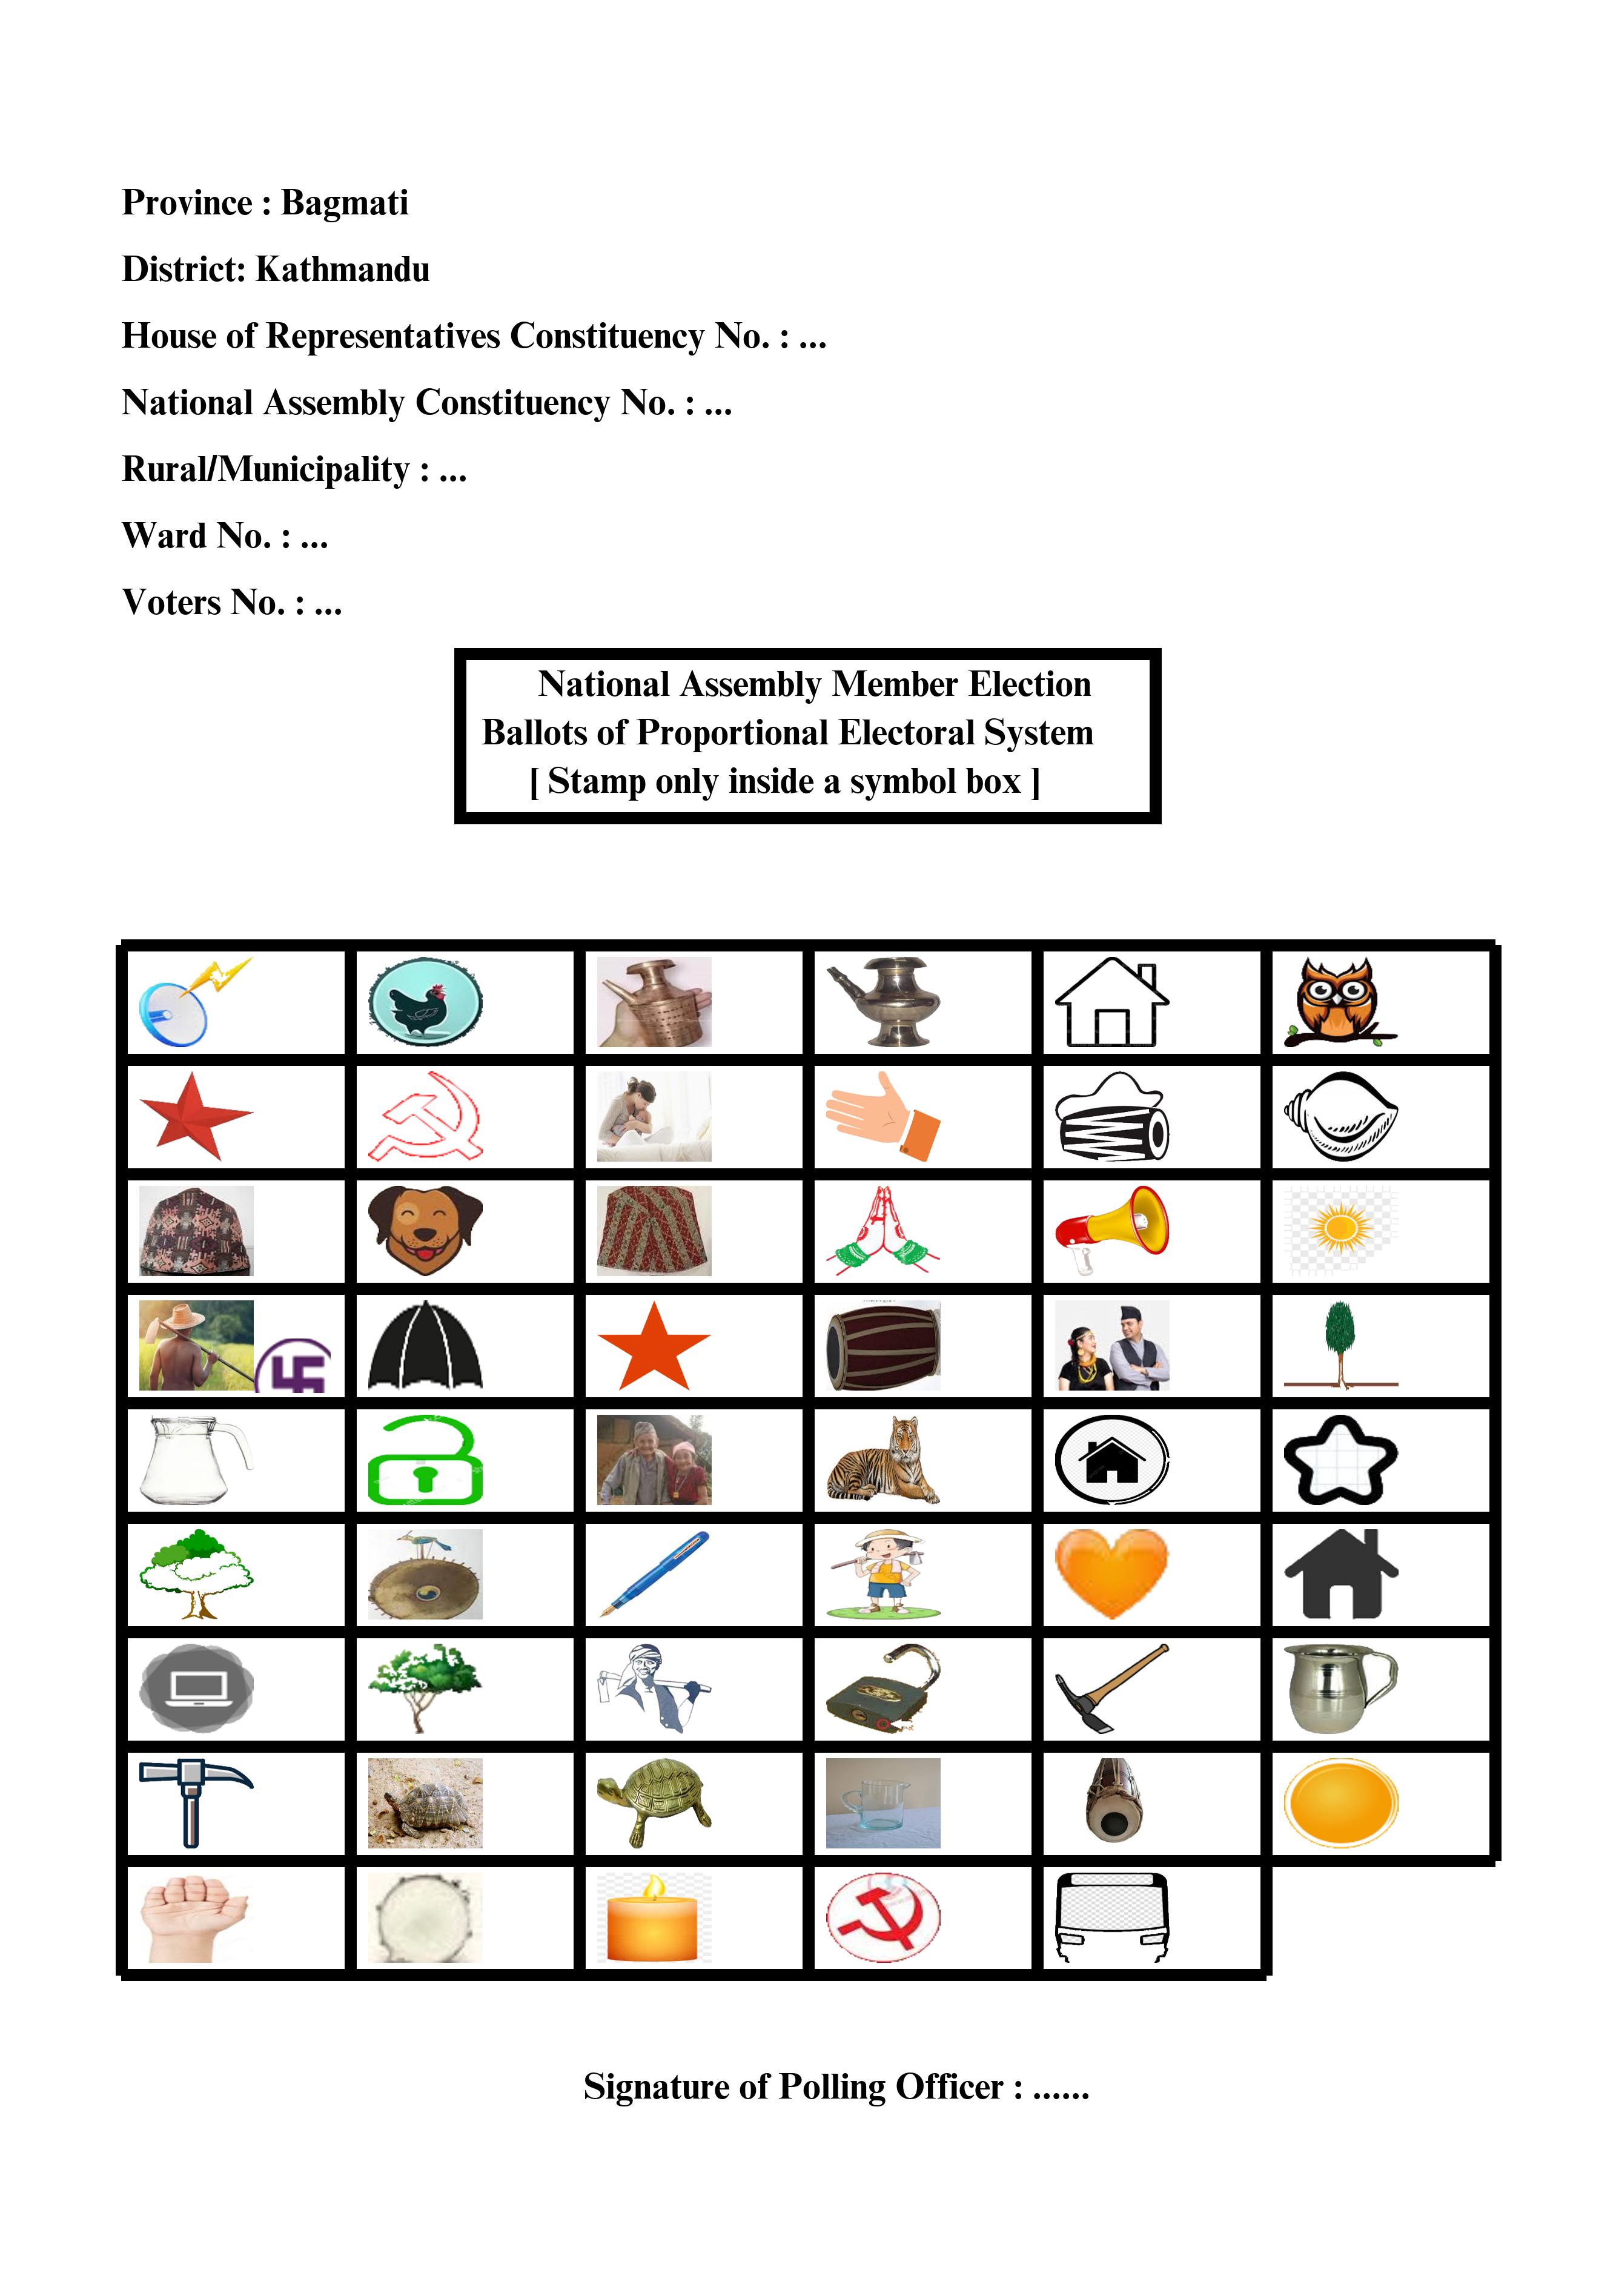 Province : Bagmati
District: Kathmandu
House of Representatives Constituency No. : ...
National Assembly Constituency No. : ...
Rural/Municipality : ...
Ward No. : ...
Voters No. : ...
National Assembly Member Election
Ballots of Proportional Electoral System
[ Stamp only inside a symbol box ]
Signature of Polling Officer : ......